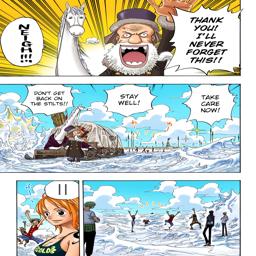 THANK
YOU!
I'LL
NEVER
FORGET
THIS!!
NEIGH!!!
TAKE
CARE
NOW!
STAY
WELL!
DON'T GET
BACK ON
THE STILTS!!